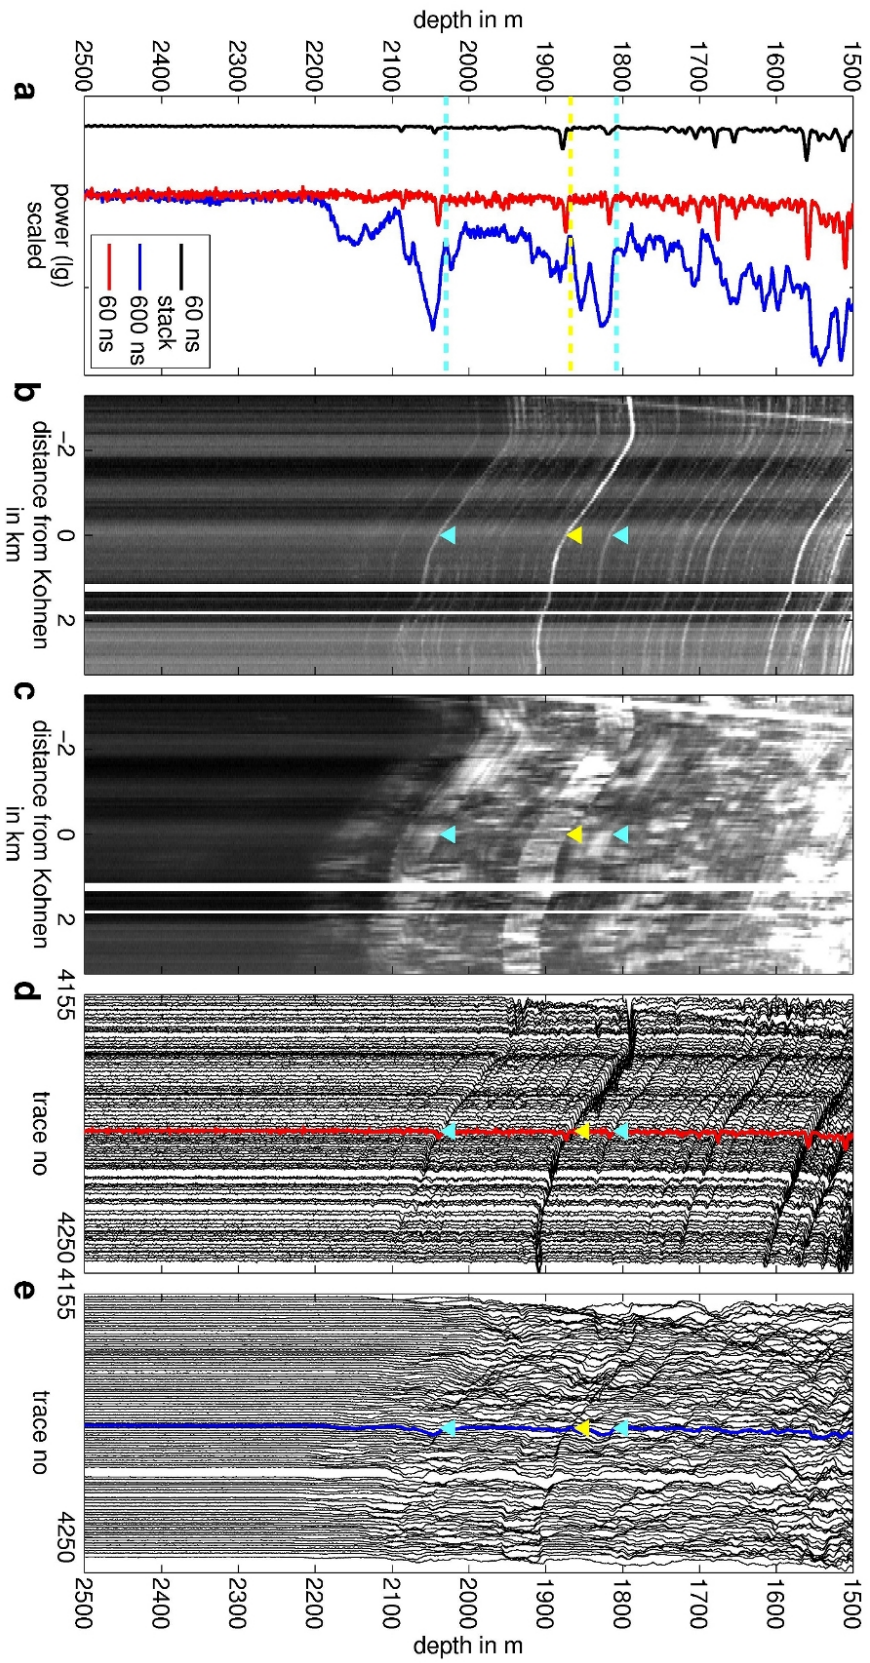 depth in m
1500
1600
1700
1800
1900
2000
2100
2200
2300
2400
2500
a
power (lg)
scaled
60 ns
stack
600 ns
60 ns
b
-2
0
2
distance from Kohnen
in km
c
-2
0
2
distance from Kohnen
in km
d
4155
trace no
4250
e
4155
trace no
4250
1500
1600
1700
1800
1900
2000
2100
2200
2300
2400
2500
depth in m